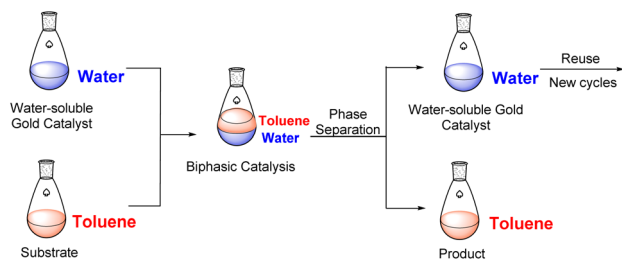 Water
Water-soluble
Gold Catalyst
Toluene
Substrate
Toluene
Water
Biphasic Catalysis
Phase
Separation
Water
Water-soluble Gold
Catalyst
Reuse
New cycles
Toluene
Product